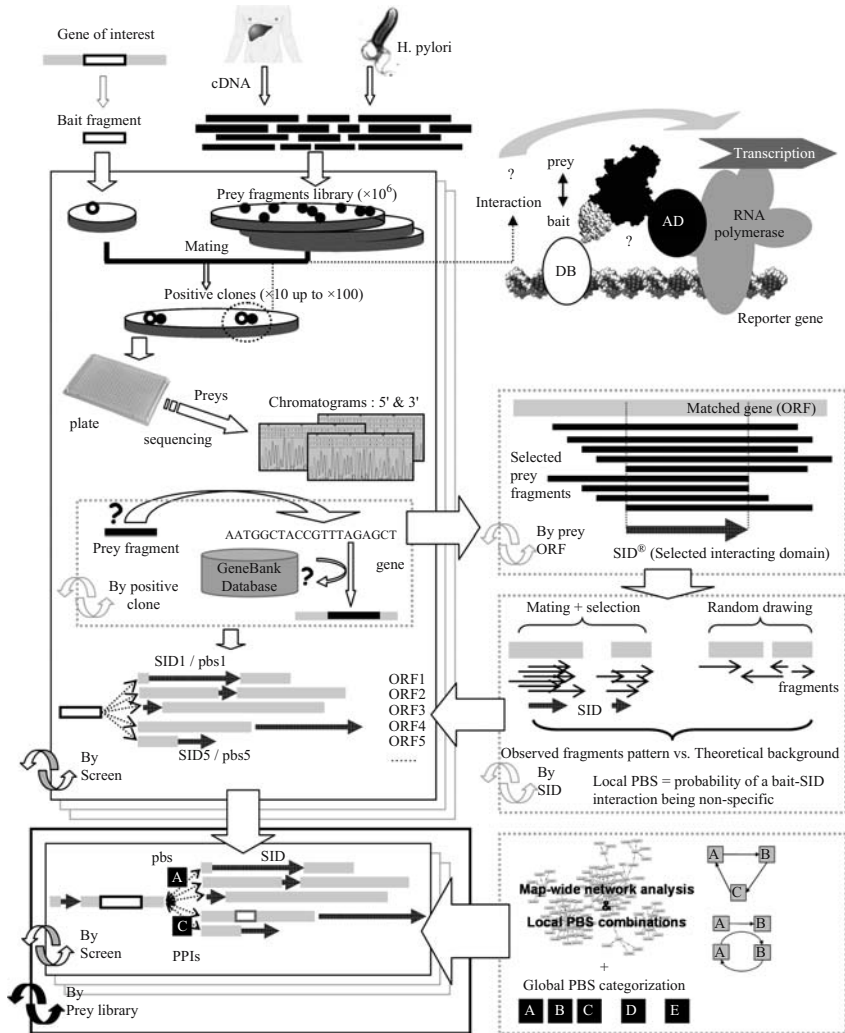 Gene of interest
H. pylori
cDNA
Bait fragment
Prey fragments library (×10⁶)
Mating
Positive clones (×10 up to ×100)
plate
Preys
sequencing
Chromatograms : 5' & 3'
?
prey
Interaction
bait
?
DB
AD
RNA
polymerase
Transcription
Reporter gene
?
Prey fragment
AATGGCTACCGTTTAGAGCT
GeneBank
Database
?
gene
By positive
clone
Matched gene (ORF)
Selected
prey
fragments
By prey
ORF
SID® (Selected interacting domain)
Mating + selection
Random drawing
SID
fragments
Observed fragments pattern vs. Theoretical background
By
SID
Local PBS = probability of a bait-SID
interaction being non-specific
SID1 / pbs1
ORF1
ORF2
ORF3
ORF4
ORF5
........
SID5 / pbs5
By
Screen
pbs
SID
A
C
PPIs
By
Screen
By
Prey library
Map-wide network analysis
&
Local PBS combinations
A B
C
A B
A B
+
Global PBS categorization
A B C D E